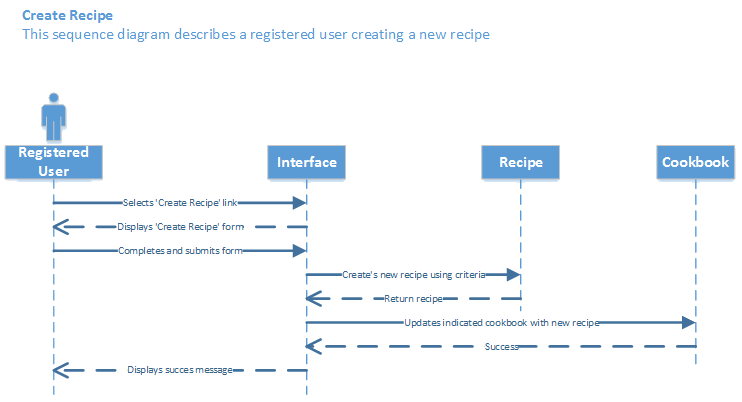 Create Recipe
This sequence diagram describes a registered user creating a new recipe
Registered
User
Interface
Recipe
Cookbook
Selects 'Create Recipe' link
Displays 'Create Recipe' form
Completes and submits form
Create's new recipe using criteria
Return recipe
Updates indicated cookbook with new recipe
Success
Displays succes message